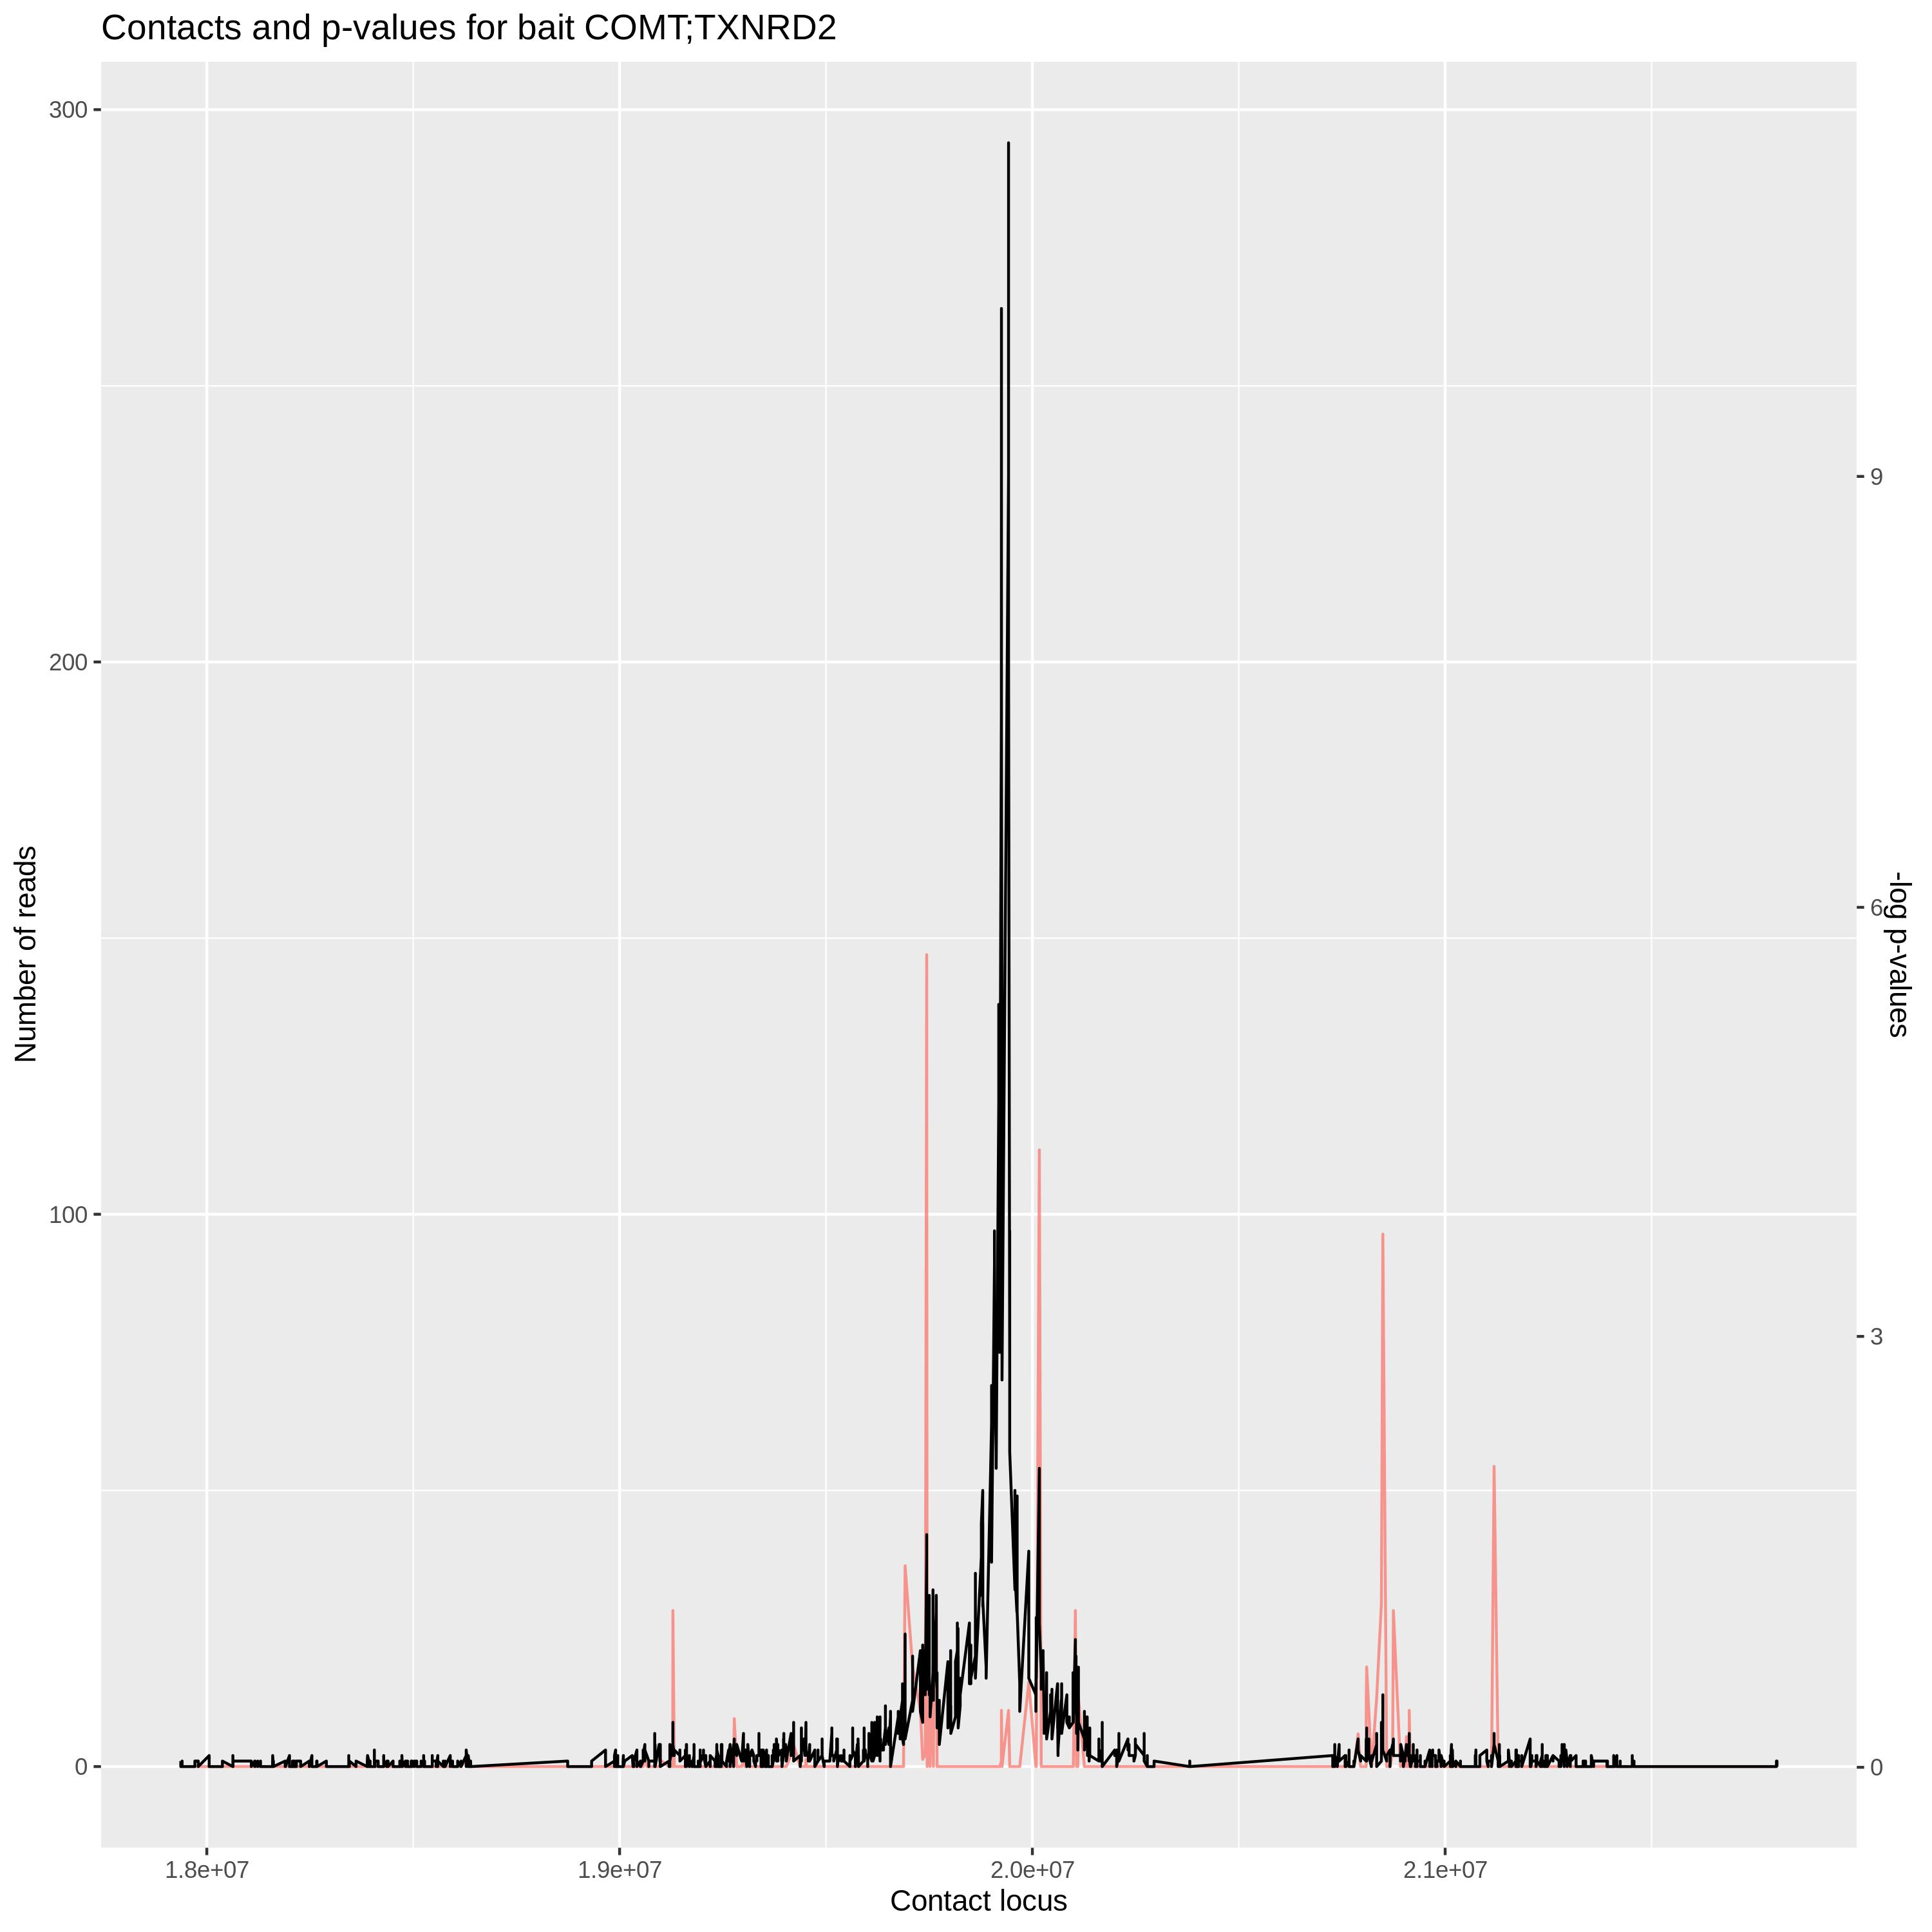 Contacts and p-values for bait COMT;TXNRD2
300
200
100
0
Number of reads
9
6
3
0
-log p-values
1.8e+07
1.9e+07
2.0e+07
2.1e+07
Contact locus